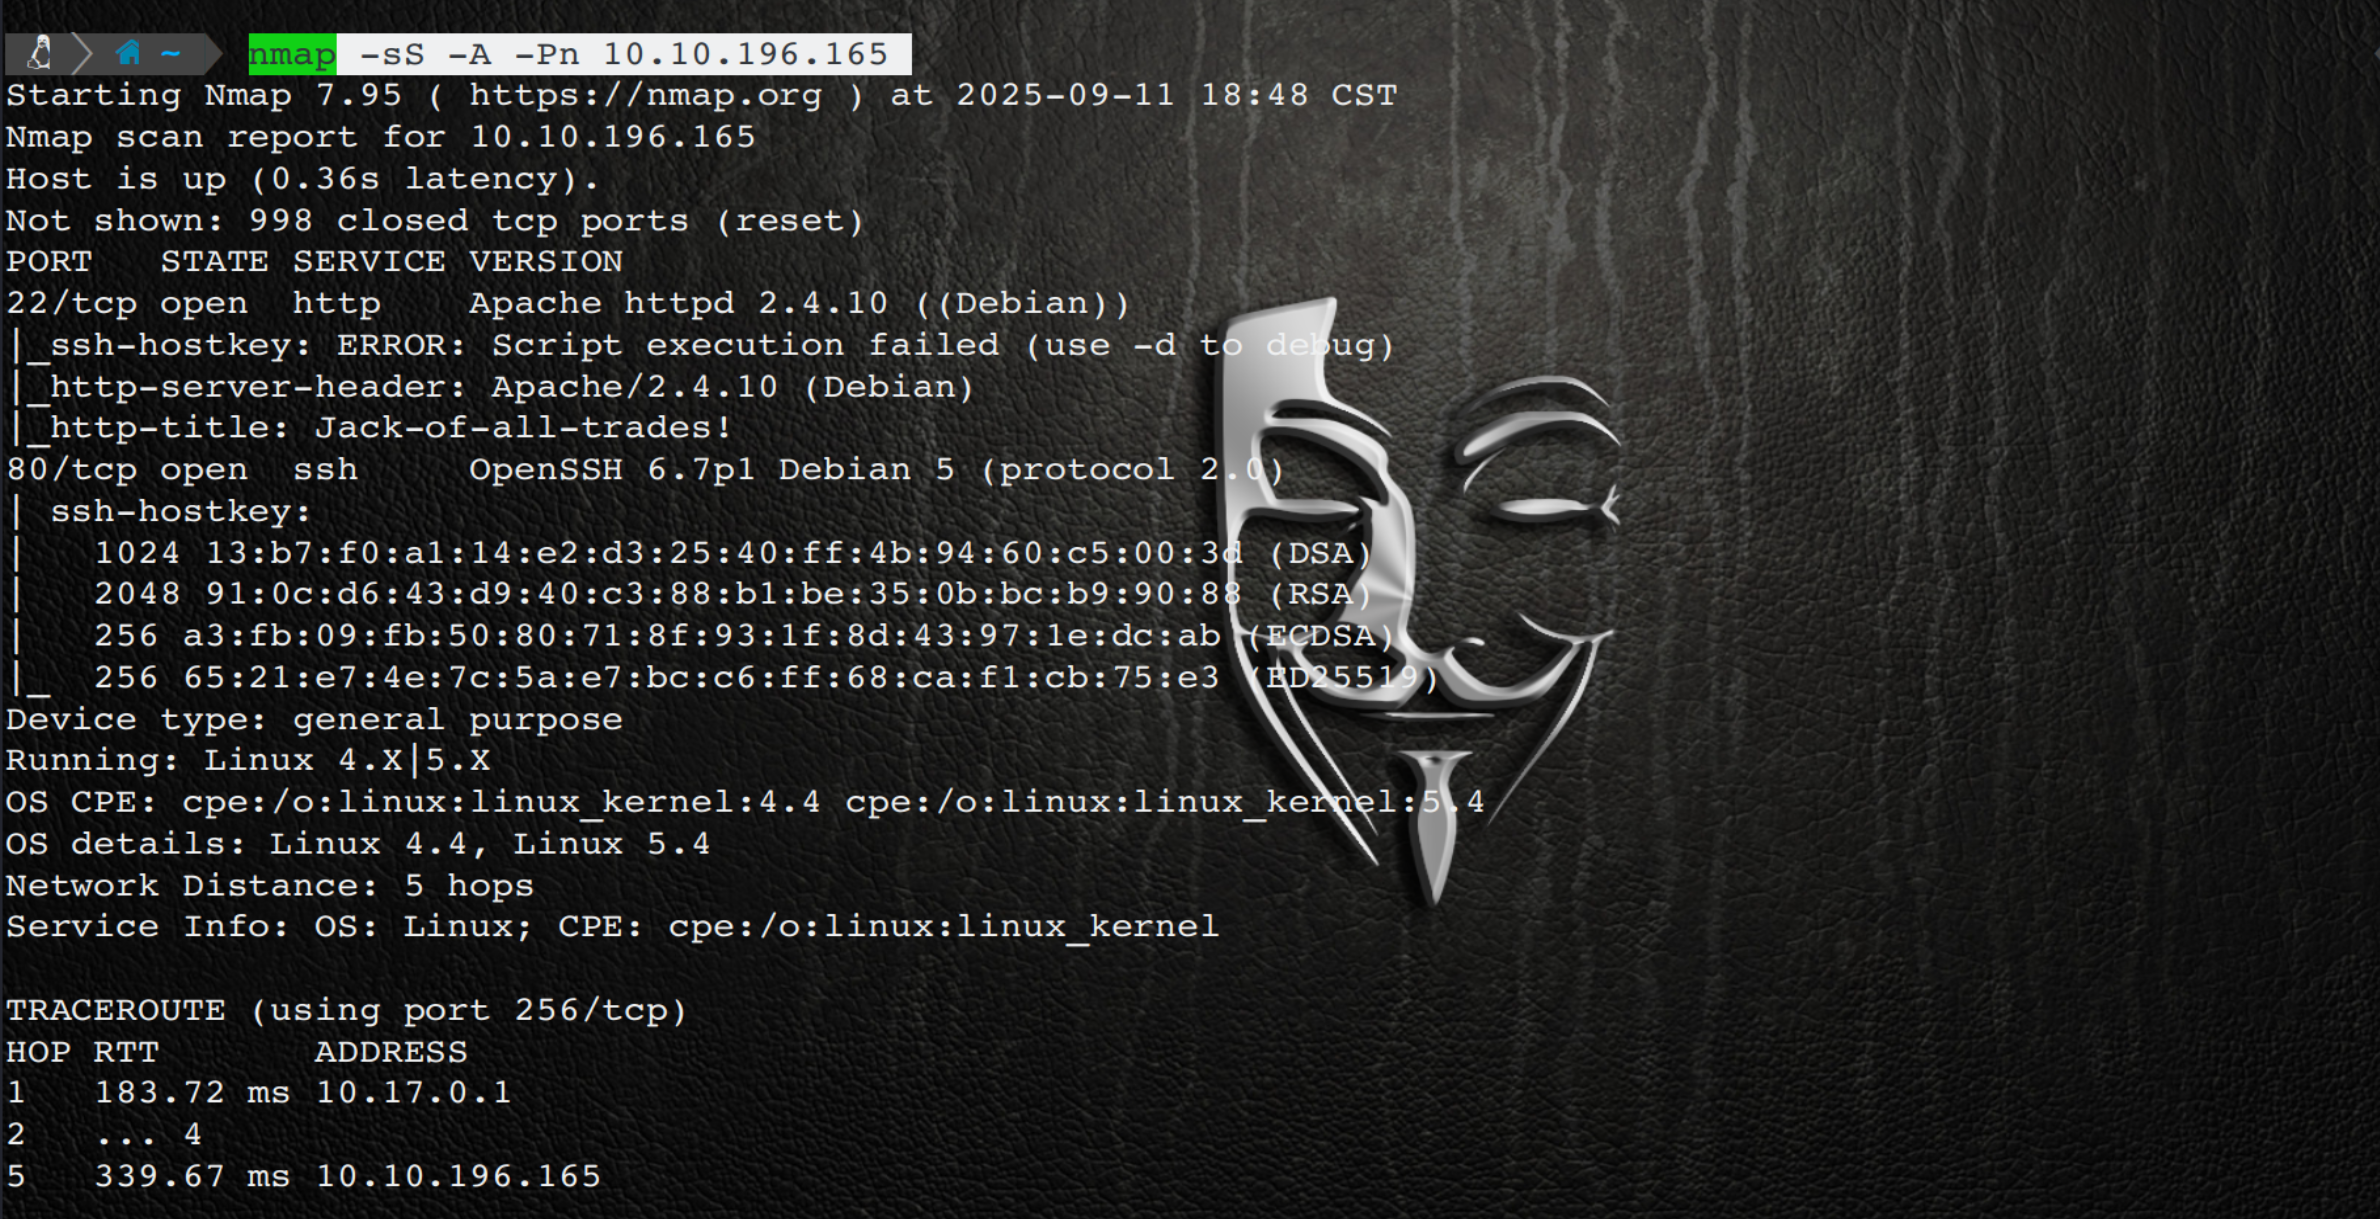 ~ nmap -sS -A -Pn 10.10.196.165
Starting Nmap 7.95 ( https://nmap.org ) at 2025-09-11 18:48 CST
Nmap scan report for 10.10.196.165
Host is up (0.36s latency).
Not shown: 998 closed tcp ports (reset)
PORT   STATE SERVICE VERSION
22/tcp open  http    Apache httpd 2.4.10 ((Debian))
|_ssh-hostkey: ERROR: Script execution failed (use -d to debug)
|_http-server-header: Apache/2.4.10 (Debian)
|_http-title: Jack-of-all-trades!
80/tcp open  ssh     OpenSSH 6.7p1 Debian 5 (protocol 2.0)
| ssh-hostkey:
|   1024 13:b7:f0:a1:14:e2:d3:25:40:ff:4b:94:60:c5:00:3d (DSA)
|   2048 91:0c:d6:43:d9:40:c3:88:b1:be:35:0b:bc:b9:90:88 (RSA)
|   256 a3:fb:09:fb:50:80:71:8f:93:1f:8d:43:97:1e:dc:ab (ECDSA)
|_  256 65:21:e7:4e:7c:5a:e7:bc:c6:ff:68:ca:f1:cb:75:e3 (ED25519)
Device type: general purpose
Running: Linux 4.X|5.X
OS CPE: cpe:/o:linux:linux_kernel:4.4 cpe:/o:linux:linux_kernel:5.4
OS details: Linux 4.4, Linux 5.4
Network Distance: 5 hops
Service Info: OS: Linux; CPE: cpe:/o:linux:linux_kernel
TRACEROUTE (using port 256/tcp)
HOP RTT       ADDRESS
1   183.72 ms 10.17.0.1
2   ... 4
5   339.67 ms 10.10.196.165